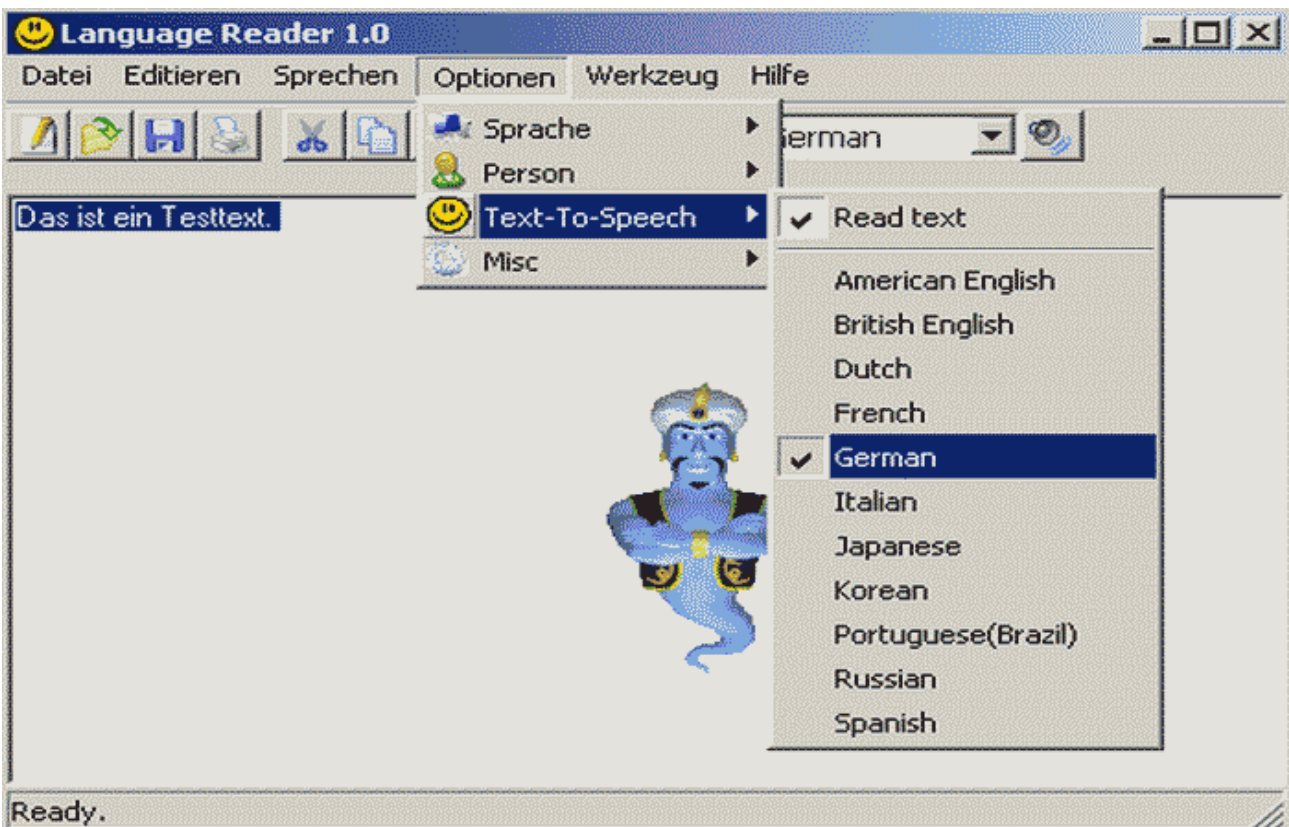 Language Reader 1.0
Datei Editieren Sprechen Optionen Werkzeug Hilfe
Sprache
erman
Person
Das ist ein Testtext.
Text-To-Speech
Misc
Read text
American English
British English
Dutch
French
German
Italian
Japanese
Korean
Portuguese(Brazil)
Russian
Spanish
Ready.